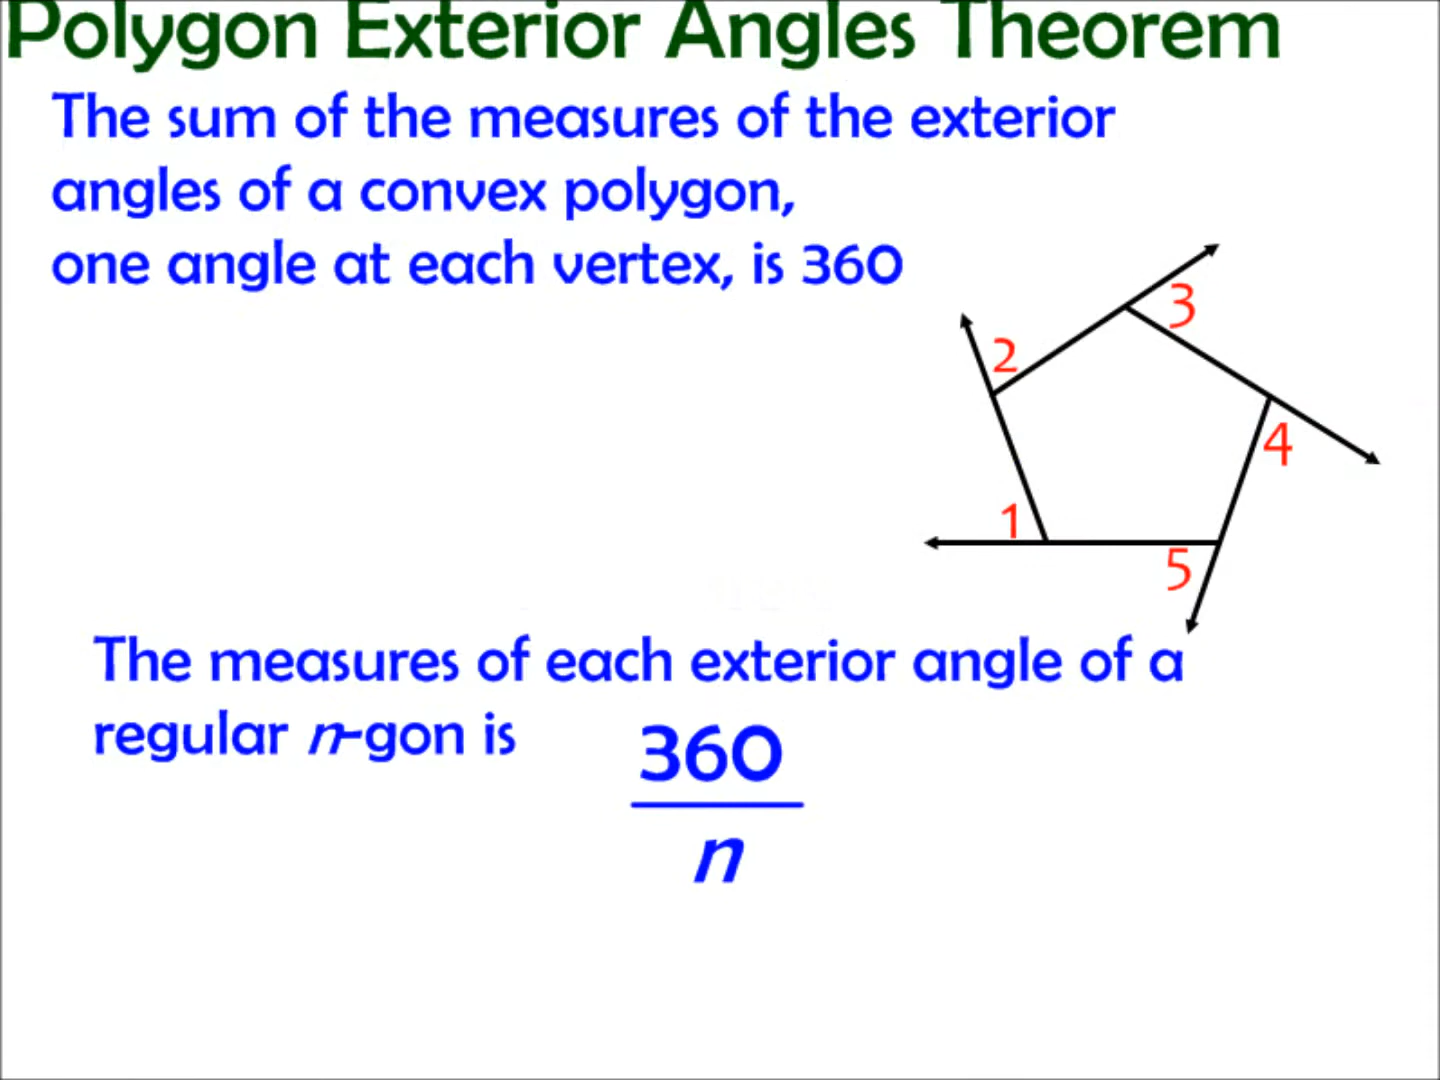 Polygon Exterior Angles Theorem
The sum of the measures of the exterior
angles of a convex polygon,
one angle at each vertex, is 360
3
2
4
1
5
The measures of each exterior angle of a
regular n-gon is
360
n